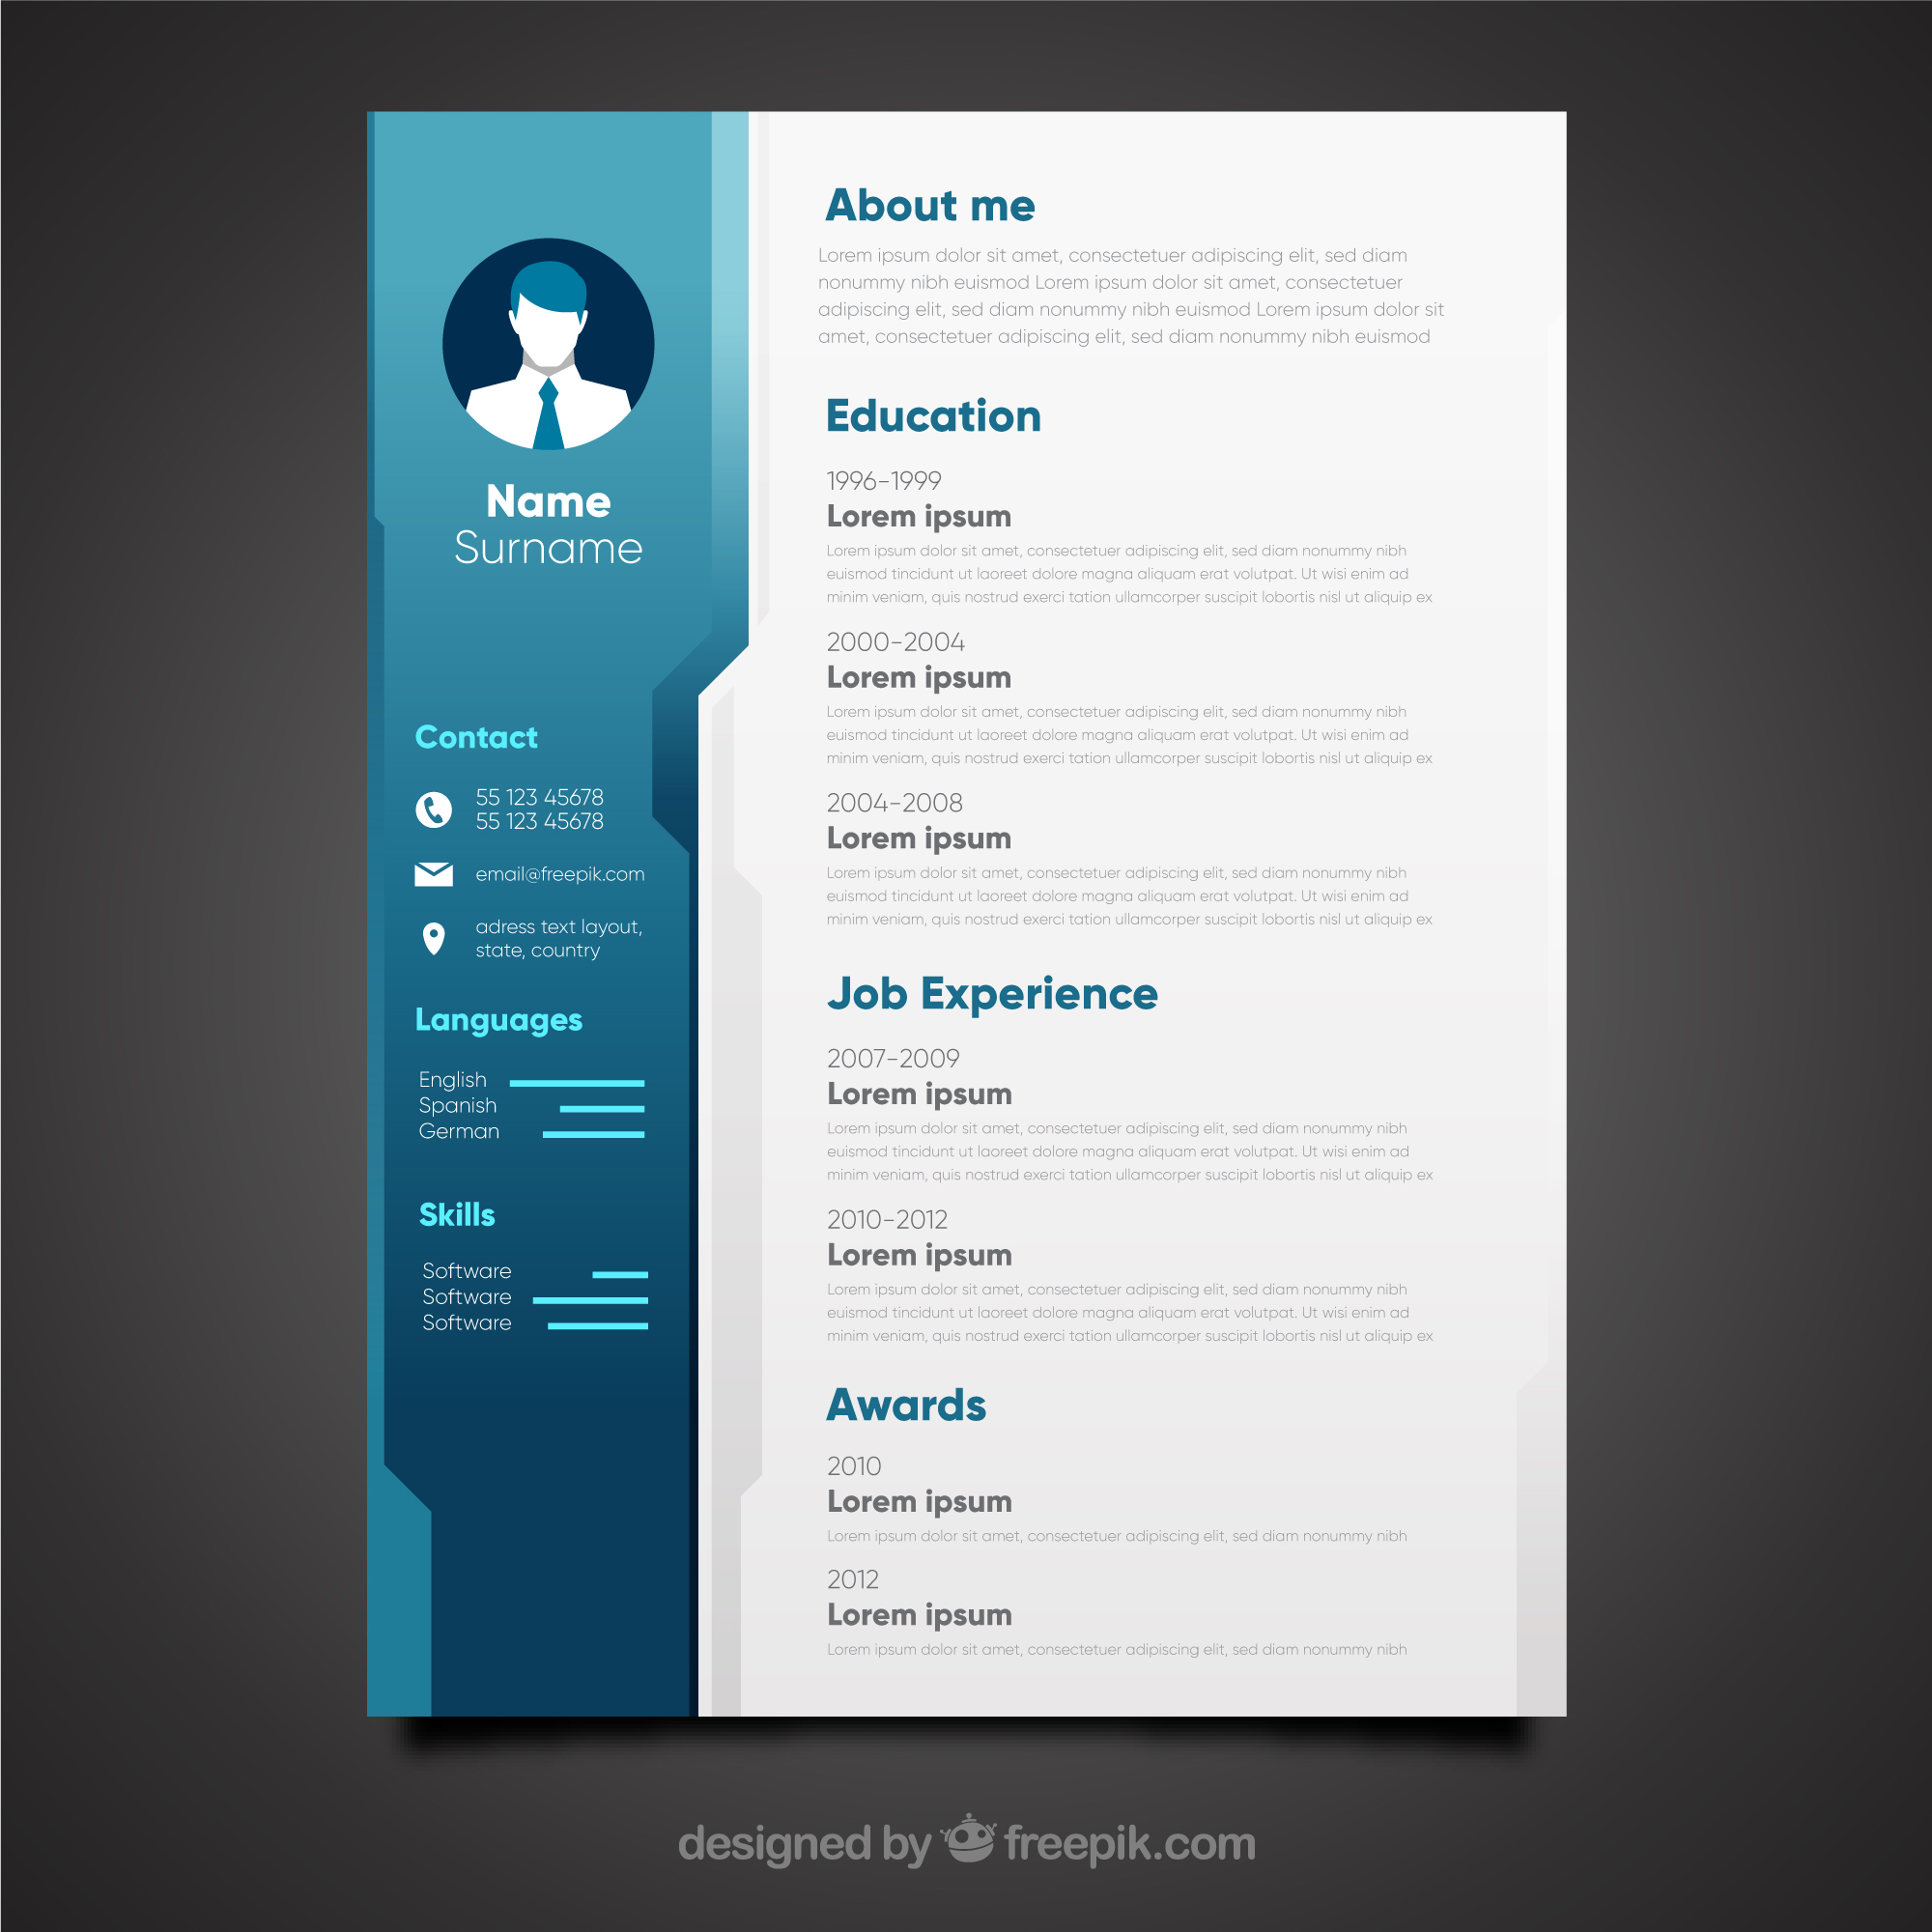 Name
Surname
Contact
55 123 45678
55 123 45678
email@freepik.com
adress text layout,
state, country
Languages
English
Spanish
German
Skills
Software
Software
Software
About me
Lorem ipsum dolor sit amet, consectetuer adipiscing elit, sed diam
nonummy nibh euismod Lorem ipsum dolor sit amet, consectetuer
adipiscing elit, sed diam nonummy nibh euismod Lorem ipsum dolor sit
amet, consectetuer adipiscing elit, sed diam nonummy nibh euismod
Education
1996-1999
Lorem ipsum
Lorem ipsum dolor sit amet, consectetuer adipiscing elit, sed diam nonummy nibh
euismod tincidunt ut laoreet dolore magna aliquam erat volutpat. Ut wisi enim ad
minim veniam, quis nostrud exerci tation ullamcorper suscipit lobortis nisl ut aliquip ex
2000-2004
Lorem ipsum
Lorem ipsum dolor sit amet, consectetuer adipiscing elit, sed diam nonummy nibh
euismod tincidunt ut laoreet dolore magna aliquam erat volutpat. Ut wisi enim ad
minim veniam, quis nostrud exerci tation ullamcorper suscipit lobortis nisl ut aliquip ex
2004-2008
Lorem ipsum
Lorem ipsum dolor sit amet, consectetuer adipiscing elit, sed diam nonummy nibh
euismod tincidunt ut laoreet dolore magna aliquam erat volutpat. Ut wisi enim ad
minim veniam, quis nostrud exerci tation ullamcorper suscipit lobortis nisl ut aliquip ex
Job Experience
2007-2009
Lorem ipsum
Lorem ipsum dolor sit amet, consectetuer adipiscing elit, sed diam nonummy nibh
euismod tincidunt ut laoreet dolore magna aliquam erat volutpat. Ut wisi enim ad
minim veniam, quis nostrud exerci tation ullamcorper suscipit lobortis nisl ut aliquip ex
2010-2012
Lorem ipsum
Lorem ipsum dolor sit amet, consectetuer adipiscing elit, sed diam nonummy nibh
euismod tincidunt ut laoreet dolore magna aliquam erat volutpat. Ut wisi enim ad
minim veniam, quis nostrud exerci tation ullamcorper suscipit lobortis nisl ut aliquip ex
Awards
2010
Lorem ipsum
Lorem ipsum dolor sit amet, consectetuer adipiscing elit, sed diam nonummy nibh
2012
Lorem ipsum
Lorem ipsum dolor sit amet, consectetuer adipiscing elit, sed diam nonummy nibh
designed by freepik.com